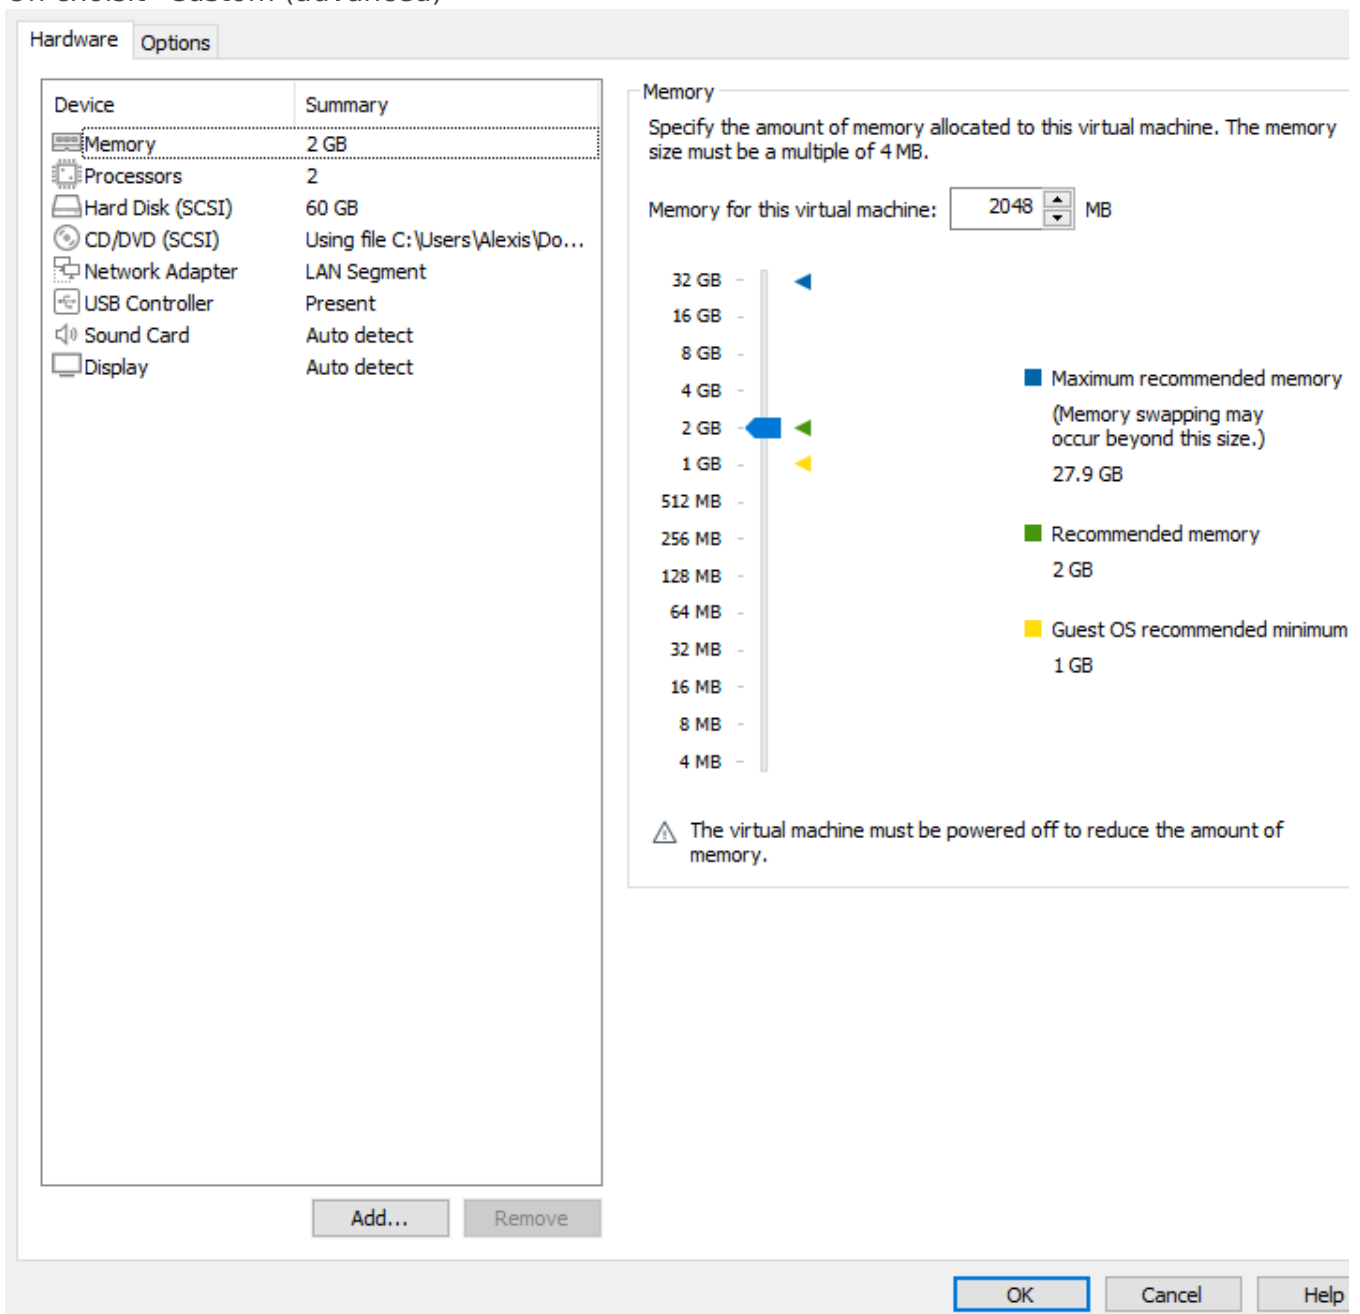 On choisit "Custom (advanced)"
Hardware Options
Device Summary
Memory 2 GB
Processors 2
Hard Disk (SCSI) 60 GB
CD/DVD (SCSI) Using file C:\Users\Alexis\Do...
Network Adapter LAN Segment
USB Controller Present
Sound Card Auto detect
Display Auto detect
Add... Remove
Memory
Specify the amount of memory allocated to this virtual machine. The memory
size must be a multiple of 4 MB.
Memory for this virtual machine: 2048 MB
32 GB
16 GB
8 GB
4 GB
2 GB
1 GB
512 MB
256 MB
128 MB
64 MB
32 MB
16 MB
8 MB
4 MB
Maximum recommended memory
(Memory swapping may
occur beyond this size.)
27.9 GB
Recommended memory
2 GB
Guest OS recommended minimum
1 GB
The virtual machine must be powered off to reduce the amount of
memory.
OK Cancel Help